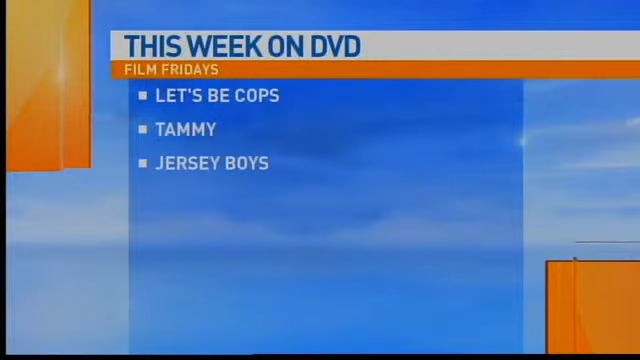 THIS WEEK ON DVD
FILM FRIDAYS
LET'S BE COPS
TAMMY
JERSEY BOYS